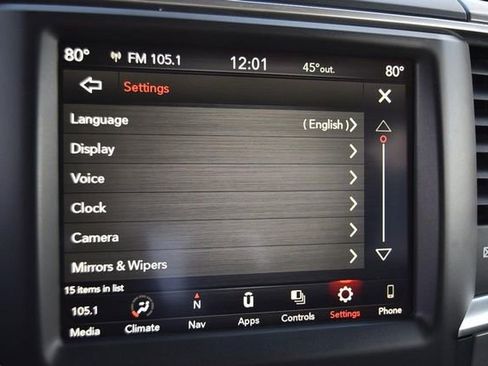 80° FM 105.1 12:01 45°out. 80°
Settings
Language ( English )
Display
Voice
Clock
Camera
Mirrors & Wipers
15 items in list
105.1 N
Media Climate Nav Apps Controls Settings Phone